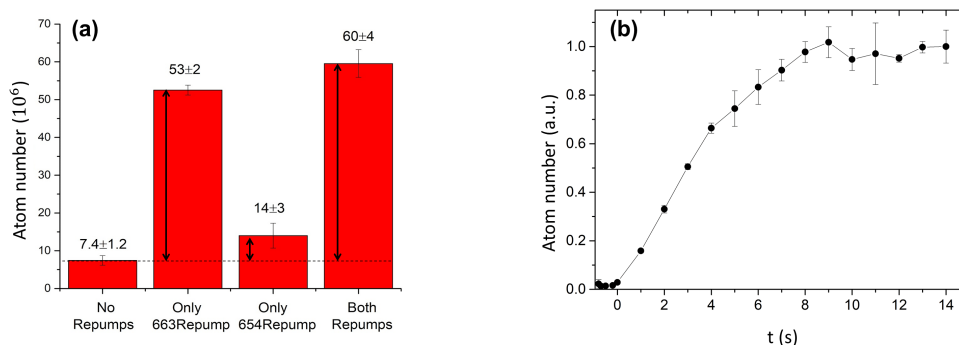 (a)
Atom number (10⁶)
70
60
50
40
30
20
10
0
7.4±1.2
53±2
14±3
60±4
No
Repumps
Only
663Repump
Only
654Repump
Both
Repumps
(b)
Atom number (a.u.)
1.0
0.8
0.6
0.4
0.2
0.0
0 2 4 6 8 10 12 14
t (s)